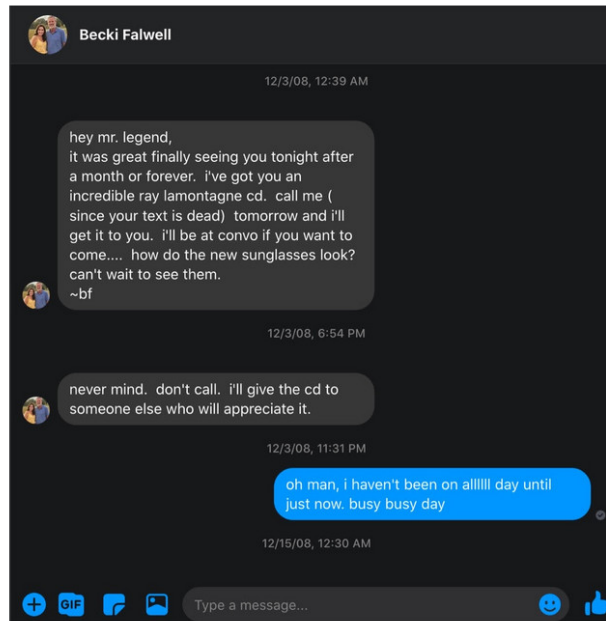 Becki Falwell
12/3/08, 12:39 AM
hey mr. legend,
it was great finally seeing you tonight after
a month or forever.  i've got you an
incredible ray lamontagne cd.  call me (
since your text is dead)  tomorrow and i'll
get it to you.  i'll be at convo if you want to
come....  how do the new sunglasses look?
can't wait to see them.
~bf
12/3/08, 6:54 PM
never mind.  don't call.  i'll give the cd to
someone else who will appreciate it.
12/3/08, 11:31 PM
oh man, i haven't been on allllll day until
just now. busy busy day
12/15/08, 12:30 AM
GIF
Type a message...